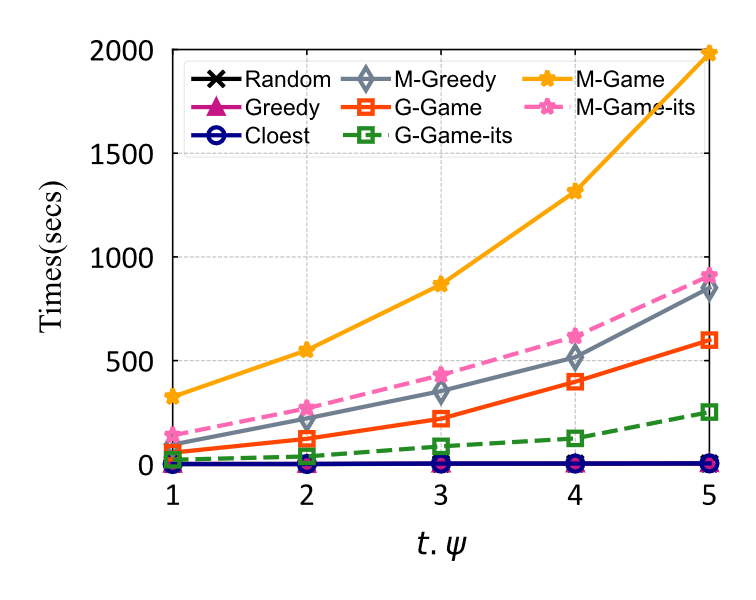 2000
1500
1000
500
0
Times(secs)
Random
Greedy
Cloest
M-Greedy
G-Game
G-Game-its
M-Game
M-Game-its
1 2 3 4 5
t. ψ